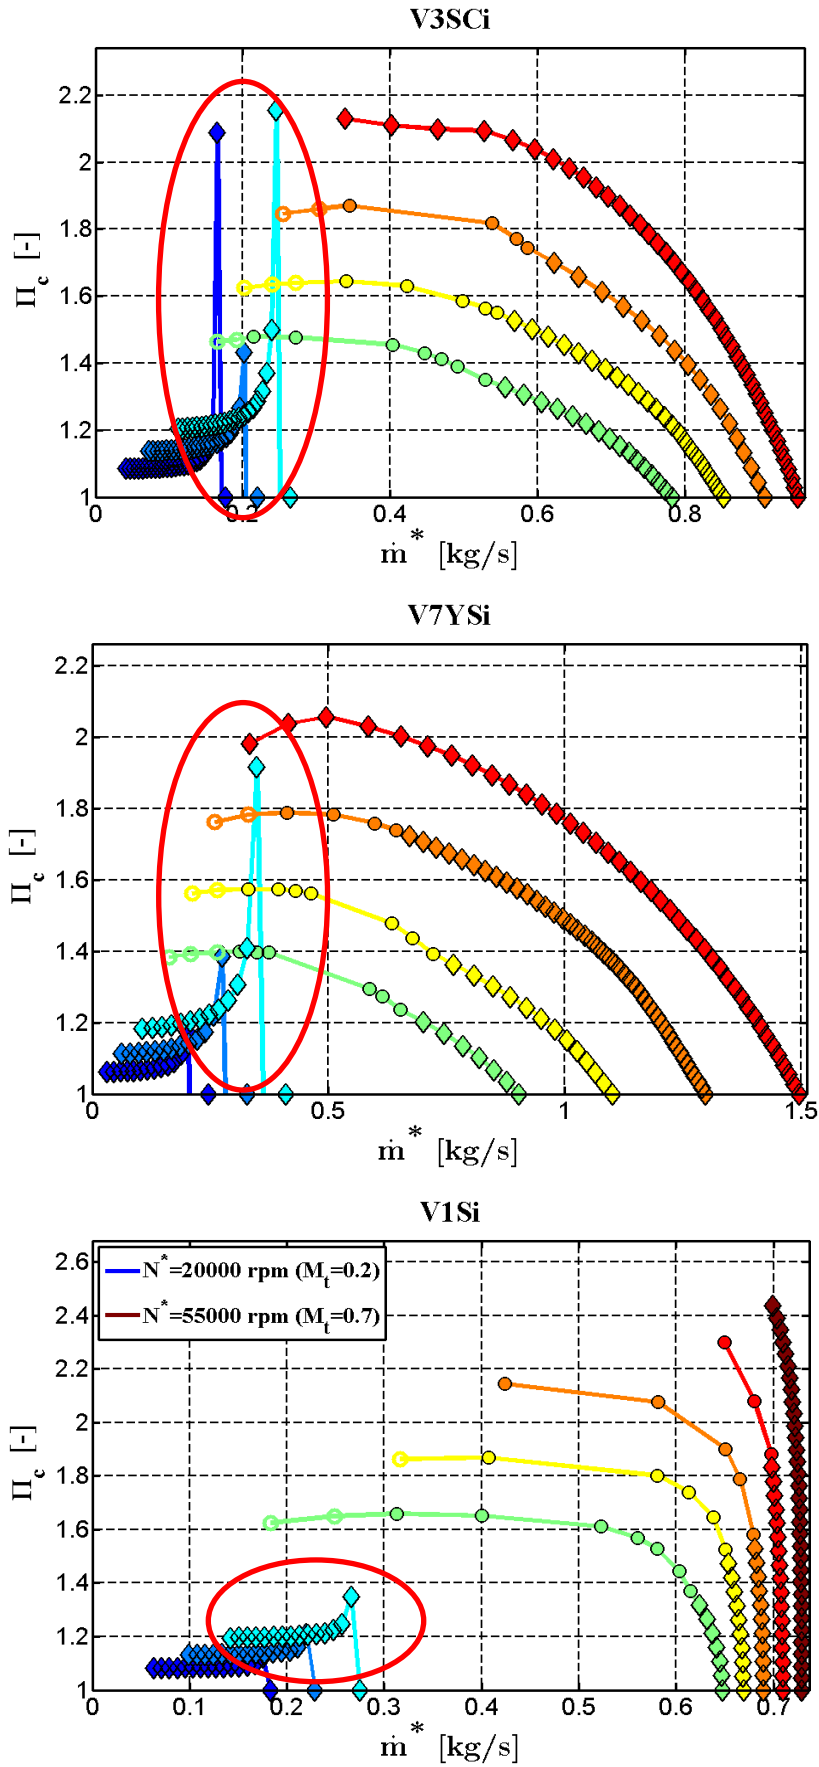 V3SCi
2.2
2
1.8
1.6
1.4
1.2
1
Π_c [-]
0 0.2 0.4 0.6 0.8
ṁ* [kg/s]
V7YSi
2.2
2
1.8
1.6
1.4
1.2
1
Π_c [-]
0 0.5 1 1.5
ṁ* [kg/s]
V1Si
2.6
2.4
2.2
2
1.8
1.6
1.4
1.2
1
Π_c [-]
N*=20000 rpm (M_t=0.2)
N*=55000 rpm (M_t=0.7)
0 0.1 0.2 0.3 0.4 0.5 0.6 0.7
ṁ* [kg/s]